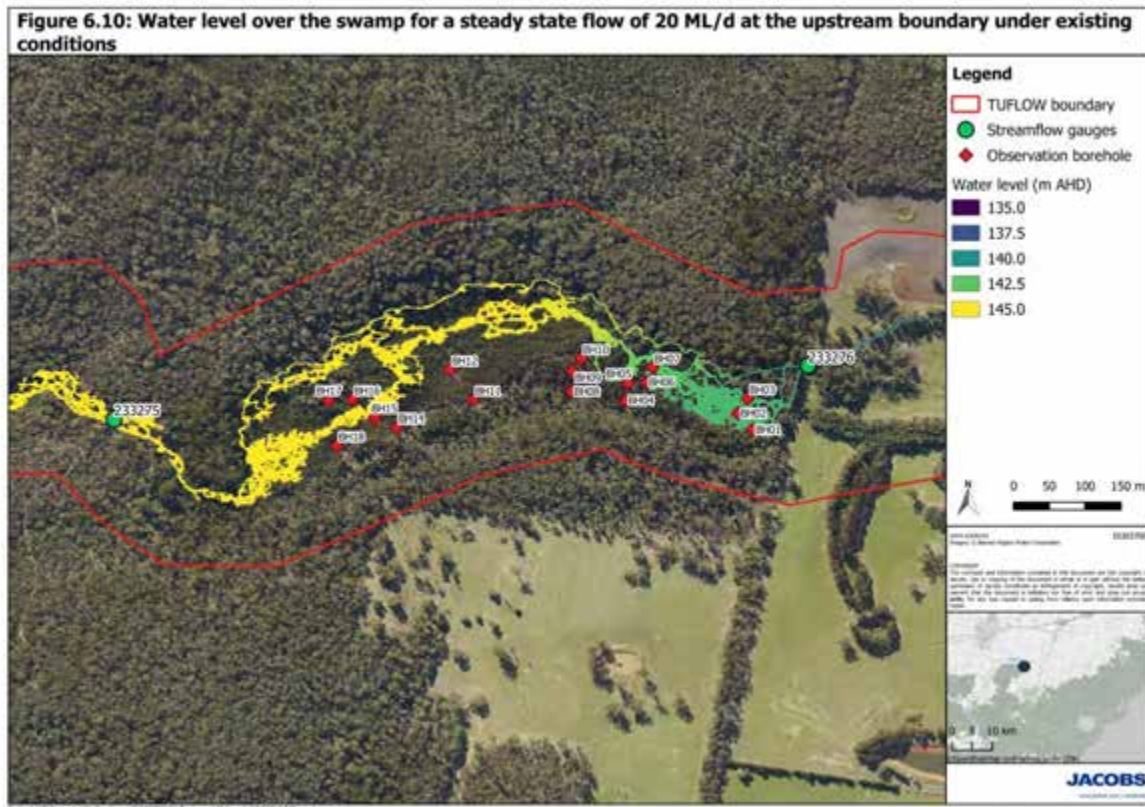 Figure 6.10: Water level over the swamp for a steady state flow of 20 ML/d at the upstream boundary under existing
conditions
Legend
TUFLOW boundary
Streamflow gauges
Observation borehole
Water level (m AHD)
135.0
137.5
140.0
142.5
145.0
BH10
BH12
BH07
233276
BH09
BH05
BH06
BH17
BH16
BH11
BH08
BH04
BH03
233275
BH15
BH02
BH14
BH01
BH18
N
0 50 100 150 m
10 km
JACOBS